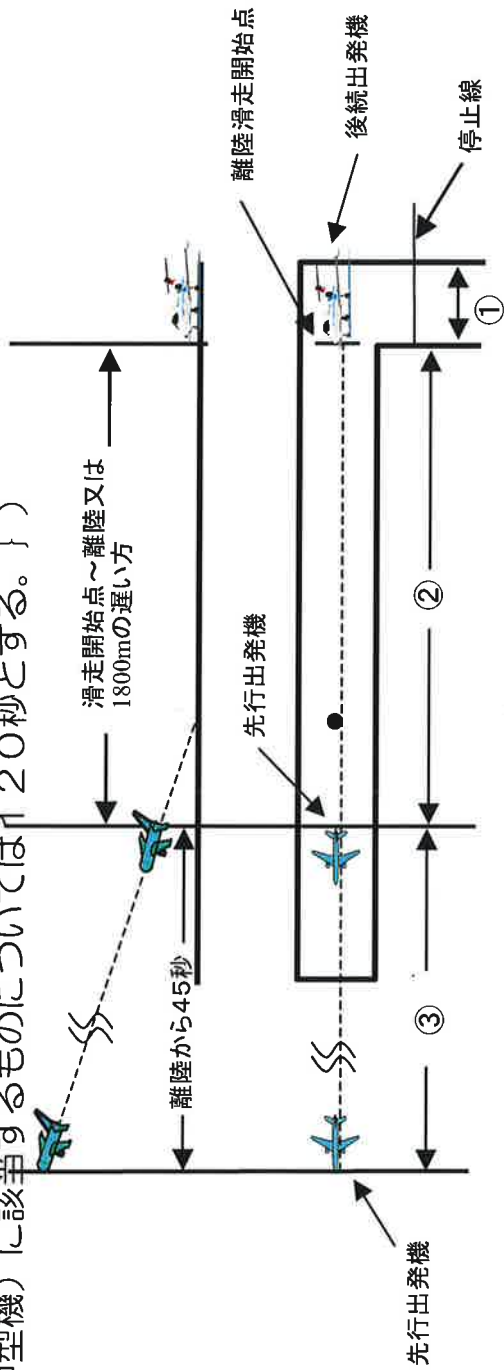 型機）に該当するものについては１２０秒とする。｝）
滑走開始点～離陸又は
1800mの遅い方
離陸から45秒
先行出発機
離陸滑走開始点
後続出発機
停止線
先行出発機
③
②
①